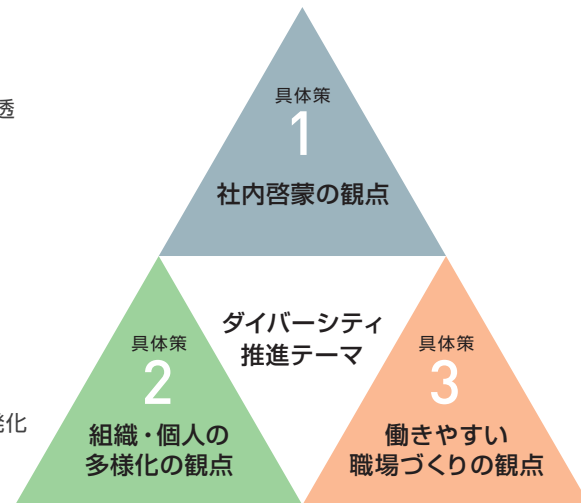 透
具体策
1
社内啓蒙の観点
ダイバーシティ
推進テーマ
具体策
2
組織・個人の
多様化の観点
具体策
3
働きやすい
職場づくりの観点
化